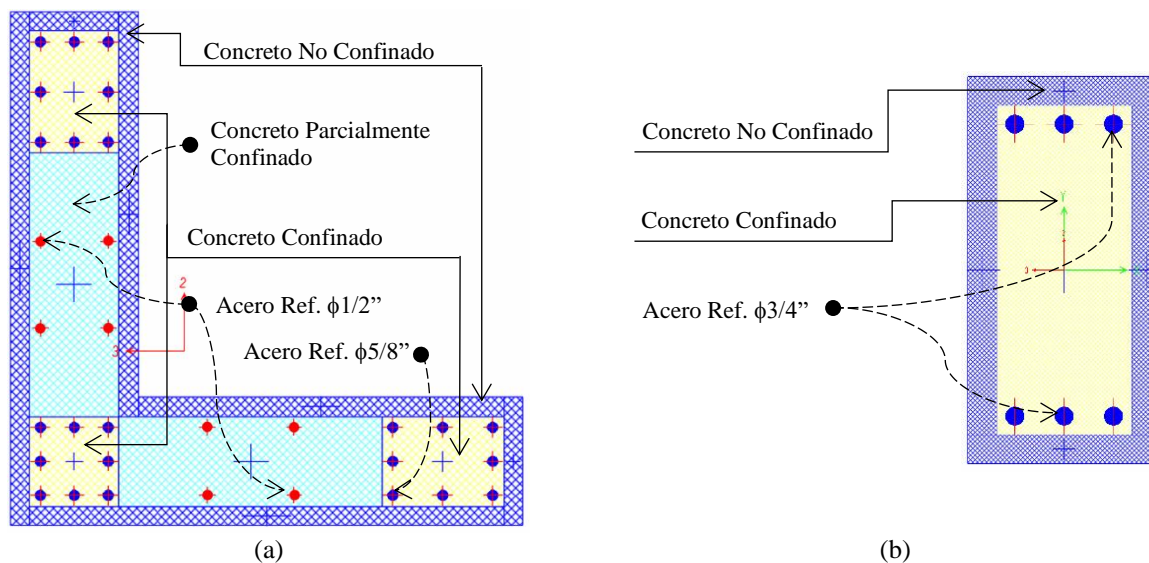 Concreto No Confinado
Concreto Parcialmente
Confinado
Concreto Confinado
2
Acero Ref. ϕ1/2”
3
Acero Ref. ϕ5/8”
(a)
Concreto No Confinado
Concreto Confinado
Y
Acero Ref. ϕ3/4”
(b)